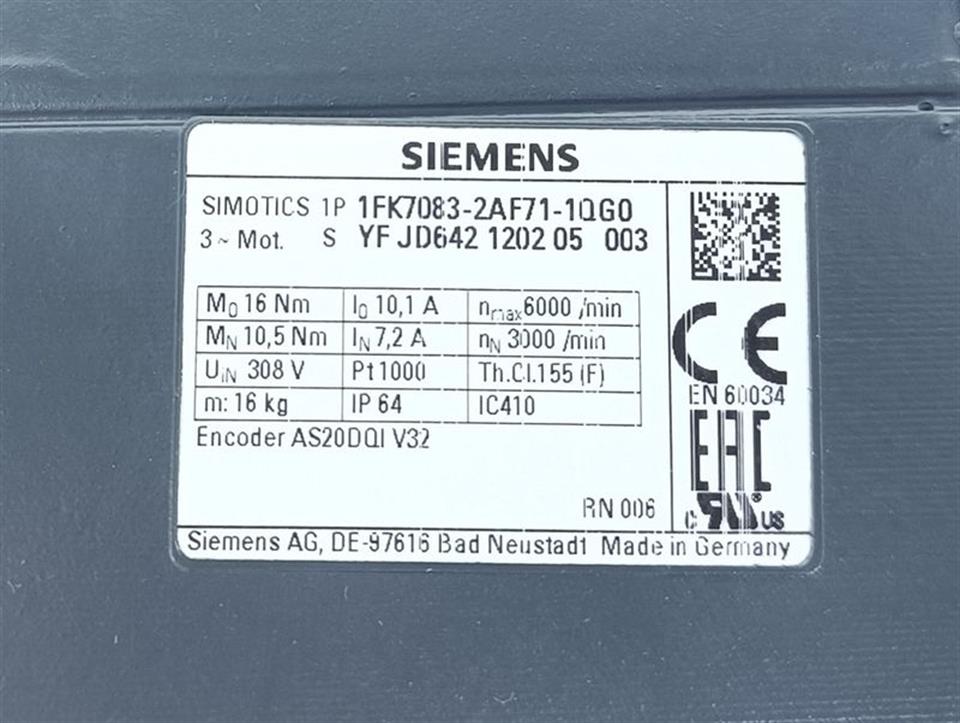 SIEMENS
SIMOTICS 1P 1FK7083-2AF71-1QG0
3 ~ Mot. S YF JD642 1202 05 003
M0 16 Nm I0 10,1 A nmax6000 /min
MN 10,5 Nm IN 7,2 A nN 3000 /min
UiN 308 V Pt1000 Th.Cl.155 (F)
m: 16 kg IP 64 IC410
Encoder AS20DQI V32
CE
EN 60034
EAC
RN 006
c RU US
Siemens AG, DE-97616 Bad Neustadt Made in Germany